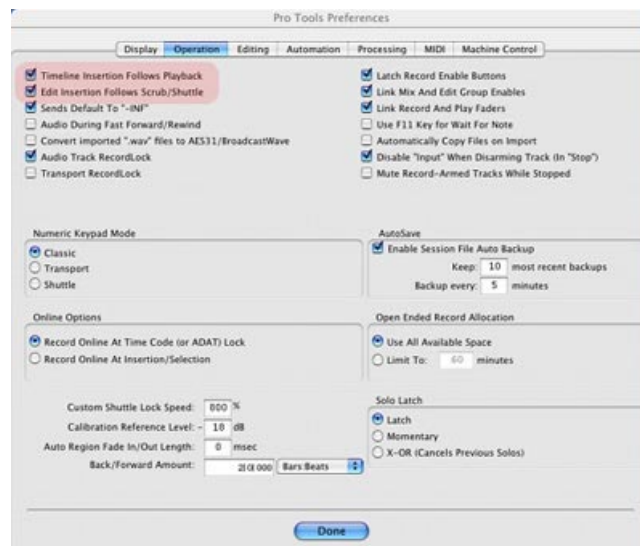 Pro Tools Preferences
Display Operation Editing Automation Processing MIDI Machine Control
Timeline Insertion Follows Playback
Edit Insertion Follows Scrub/Shuttle
Sends Default To "-INF"
Audio During Fast Forward/Rewind
Convert imported ".wav" files to AES31/BroadcastWave
Audio Track RecordLock
Transport RecordLock
Latch Record Enable Buttons
Link Mix And Edit Group Enables
Link Record And Play Faders
Use F11 Key for Wait For Note
Automatically Copy Files on Import
Disable "Input" When Disarming Track (In "Stop")
Mute Record-Armed Tracks While Stopped
Numeric Keypad Mode
Classic
Transport
Shuttle
AutoSave
Enable Session File Auto Backup
Keep: 10 most recent backups
Backup every: 5 minutes
Online Options
Record Online At Time Code (or ADAT) Lock
Record Online At Insertion/Selection
Open Ended Record Allocation
Use All Available Space
Limit To: 60 minutes
Custom Shuttle Lock Speed: 800 %
Calibration Reference Level: - 18 dB
Auto Region Fade In/Out Length: 0 msec
Back/Forward Amount: 2|0|000 Bars:Beats
Solo Latch
Latch
Momentary
X-OR (Cancels Previous Solos)
Done